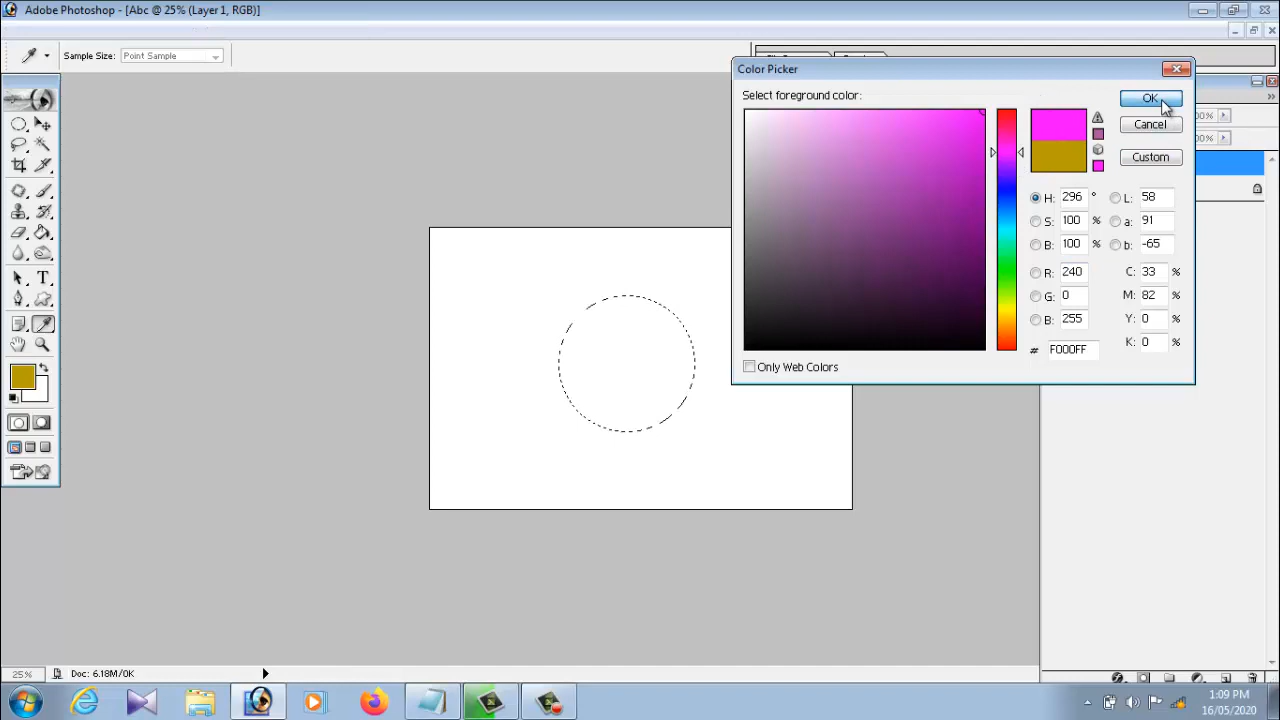 Adobe Photoshop - [Abc @ 25% (Layer 1, RGB)]
Sample Size: Point Sample
Color Picker
Select foreground color:
OK
Cancel
Custom
H: 296 °
S: 100 %
B: 100 %
R: 240
G: 0
B: 255
# F000FF
L: 58
a: 91
b: -65
C: 33 %
M: 82 %
Y: 0 %
K: 0 %
Only Web Colors
T
25%
Doc: 6.18M/0K
1:09 PM
16/05/2020